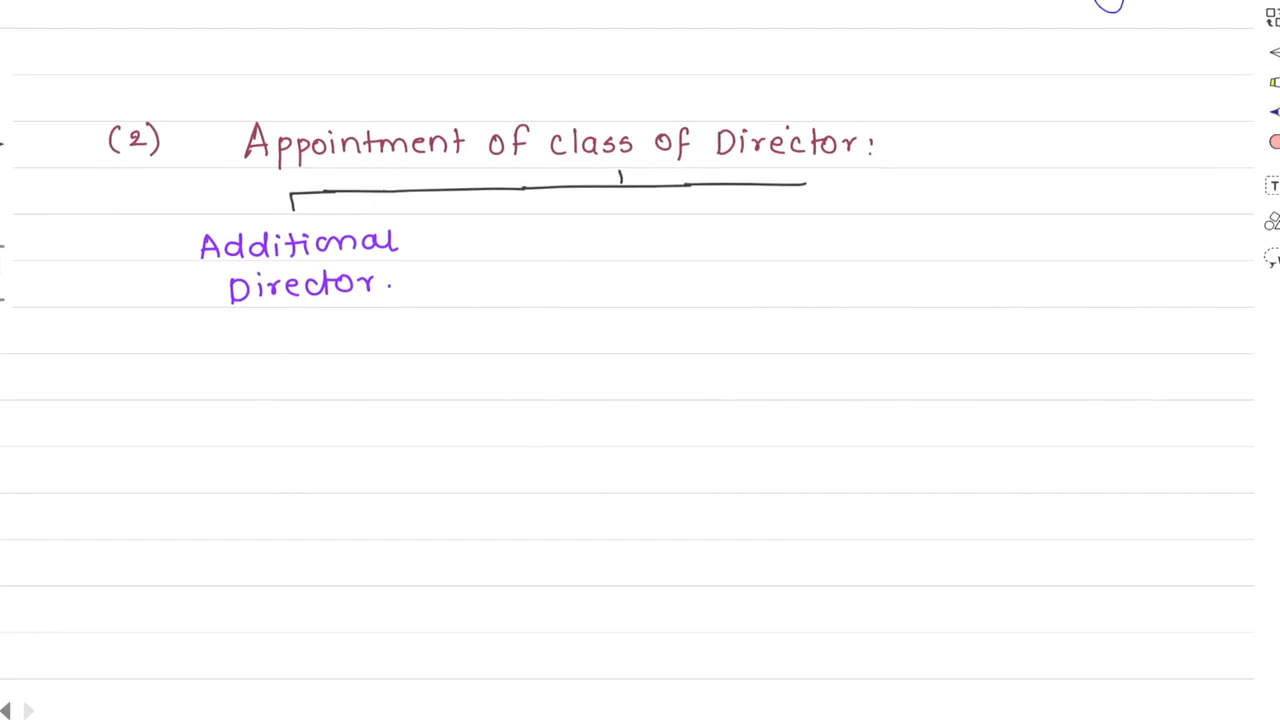 (2) Appointment of class of Director:
Additional
Director.